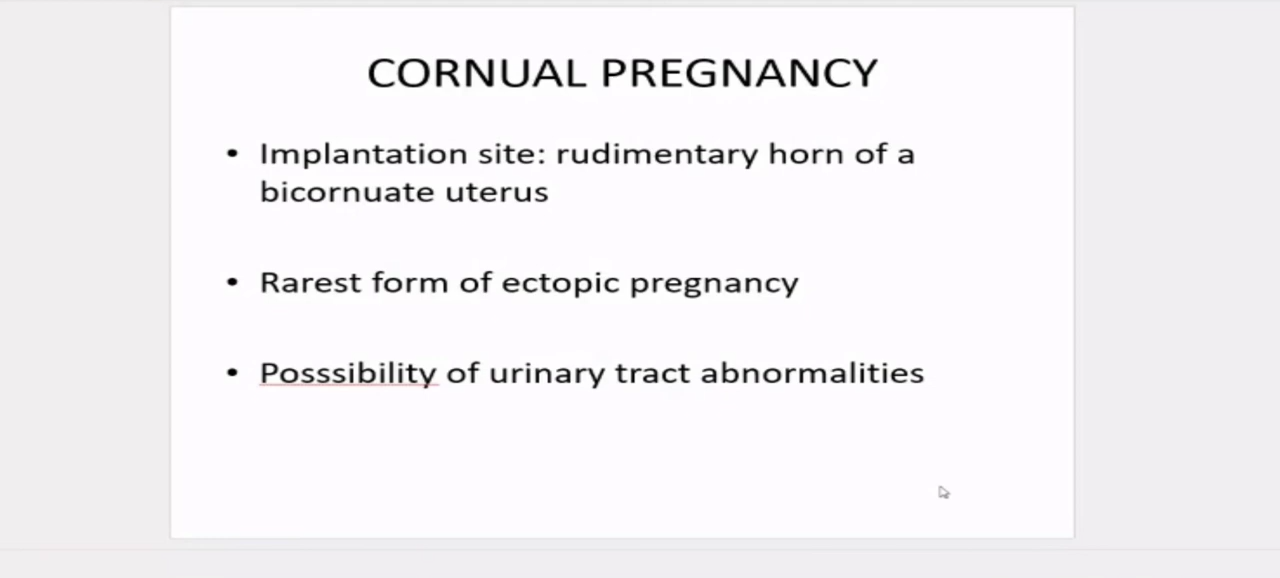 CORNUAL PREGNANCY
• Implantation site: rudimentary horn of a
bicornuate uterus
• Rarest form of ectopic pregnancy
• Posssibility of urinary tract abnormalities